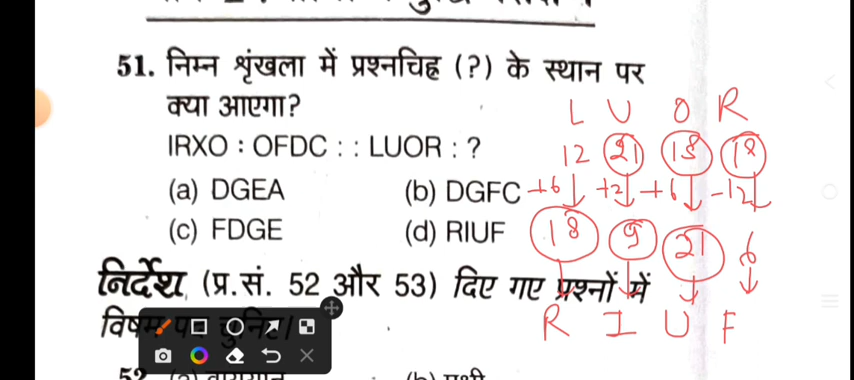 51. निम्न श्रृंखला में प्रश्नचिह्न (?) के स्थान पर
क्या आएगा?
IRXO : OFDC : : LUOR : ?
(a) DGEA (b) DGFC
(c) FDGE (d) RIUF
निर्देश (प्र.सं. 52 और 53) दिए गए प्रश्नों में
L U O R
12 21 15 18
+6 +12 +6 -12
18 9 21 6
R I U F
52